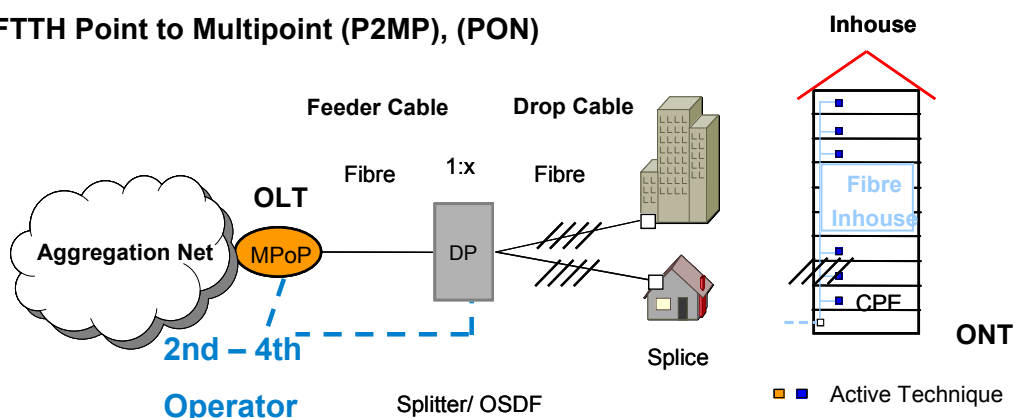 FTTH Point to Multipoint (P2MP), (PON)
Inhouse
Feeder Cable
Drop Cable
Fibre
1:x
Fibre
OLT
Aggregation Net
MPoP
DP
Fibre
Inhouse
CPE
2nd – 4th
Operator
Splice
ONT
Splitter/ OSDF
Active Technique